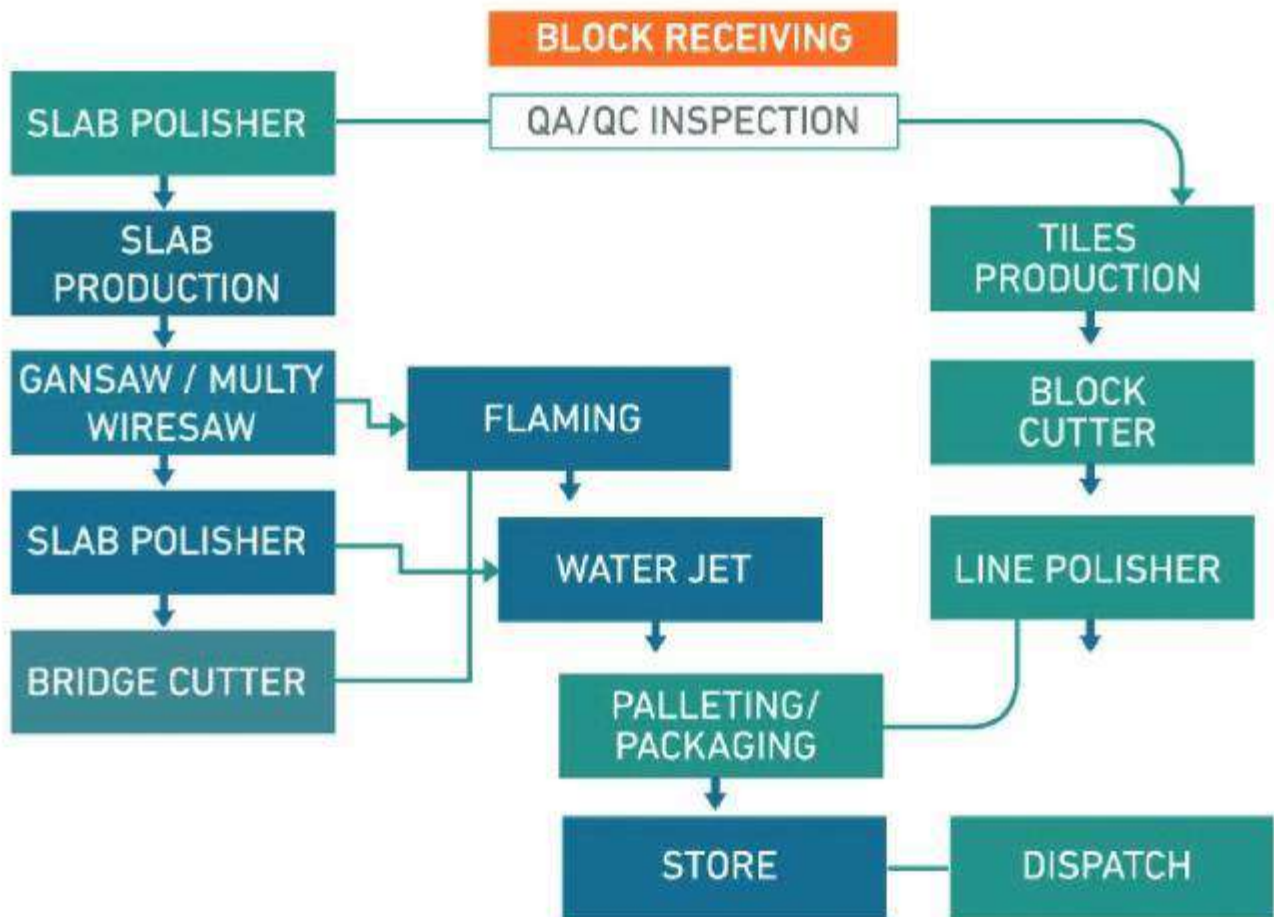 BLOCK RECEIVING
SLAB POLISHER
QA/QC INSPECTION
SLAB
PRODUCTION
TILES
PRODUCTION
GANSAW / MULTY
WIRESAW
FLAMING
BLOCK
CUTTER
SLAB POLISHER
WATER JET
LINE POLISHER
BRIDGE CUTTER
PALLETING/
PACKAGING
STORE
DISPATCH